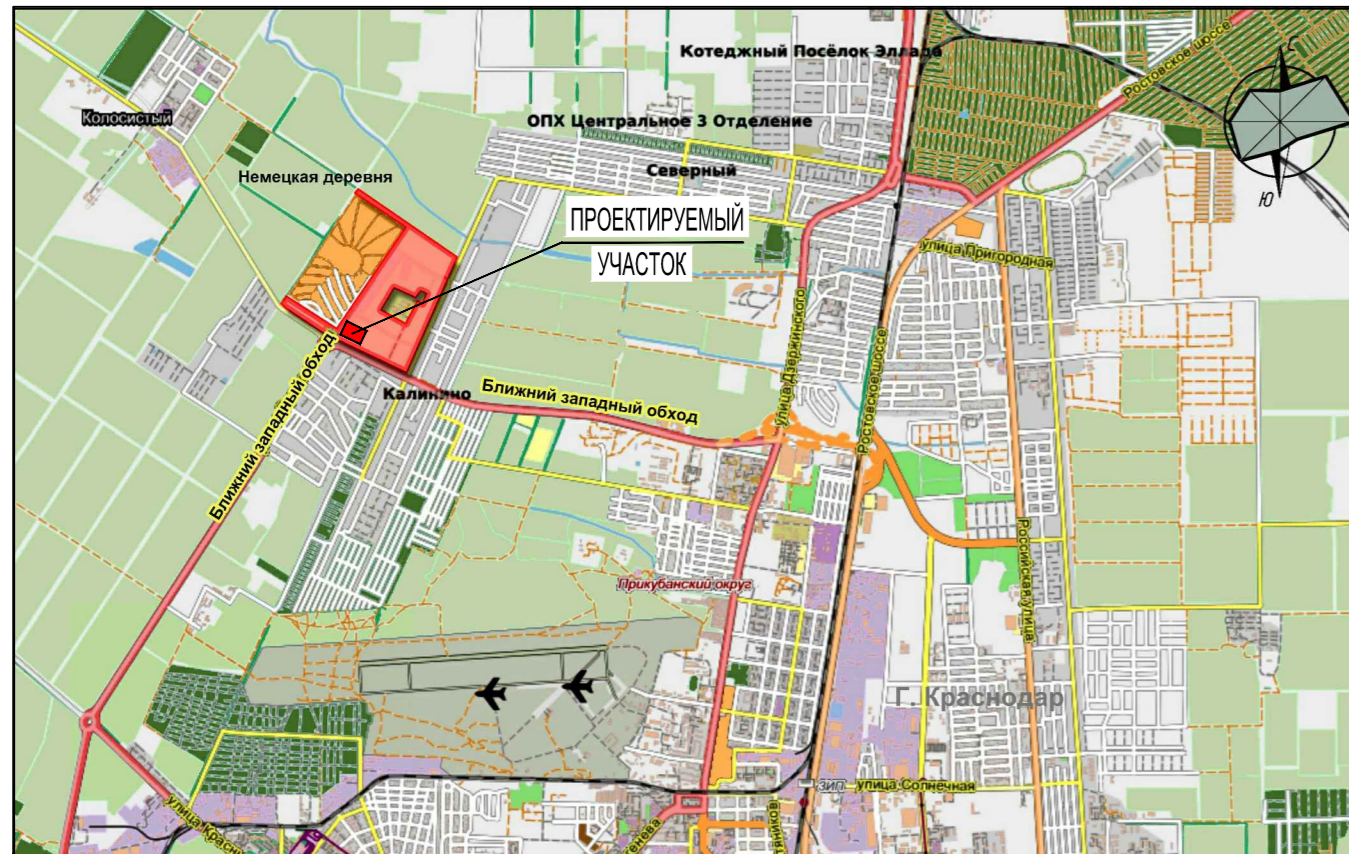 Котеджный Посёлок Эллада
Ростовское шоссе
С
Колосистый
ОПХ Центральное 3 Отделение
Северный
Немецкая деревня
Ю
ПРОЕКТИРУЕМЫЙ
УЧАСТОК
улица Пригородная
улица Дзержинского
Ростовское шоссе
Ближний западный обход
Калинино
Ближний западный обход
Российская улица
Прикубанский округ
Г. Краснодар
ЗИП
улица Солнечная